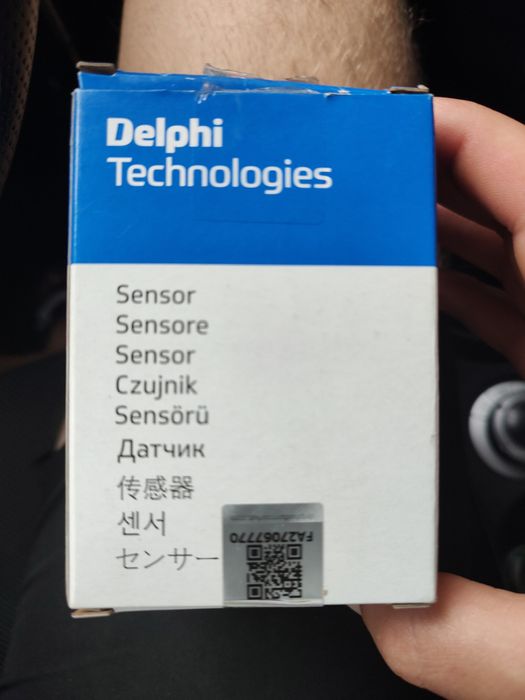 Delphi
Technologies
Sensor
Sensore
Sensor
Czujnik
Sensörü
Датчик
传感器
센서
センサー
FA27067770